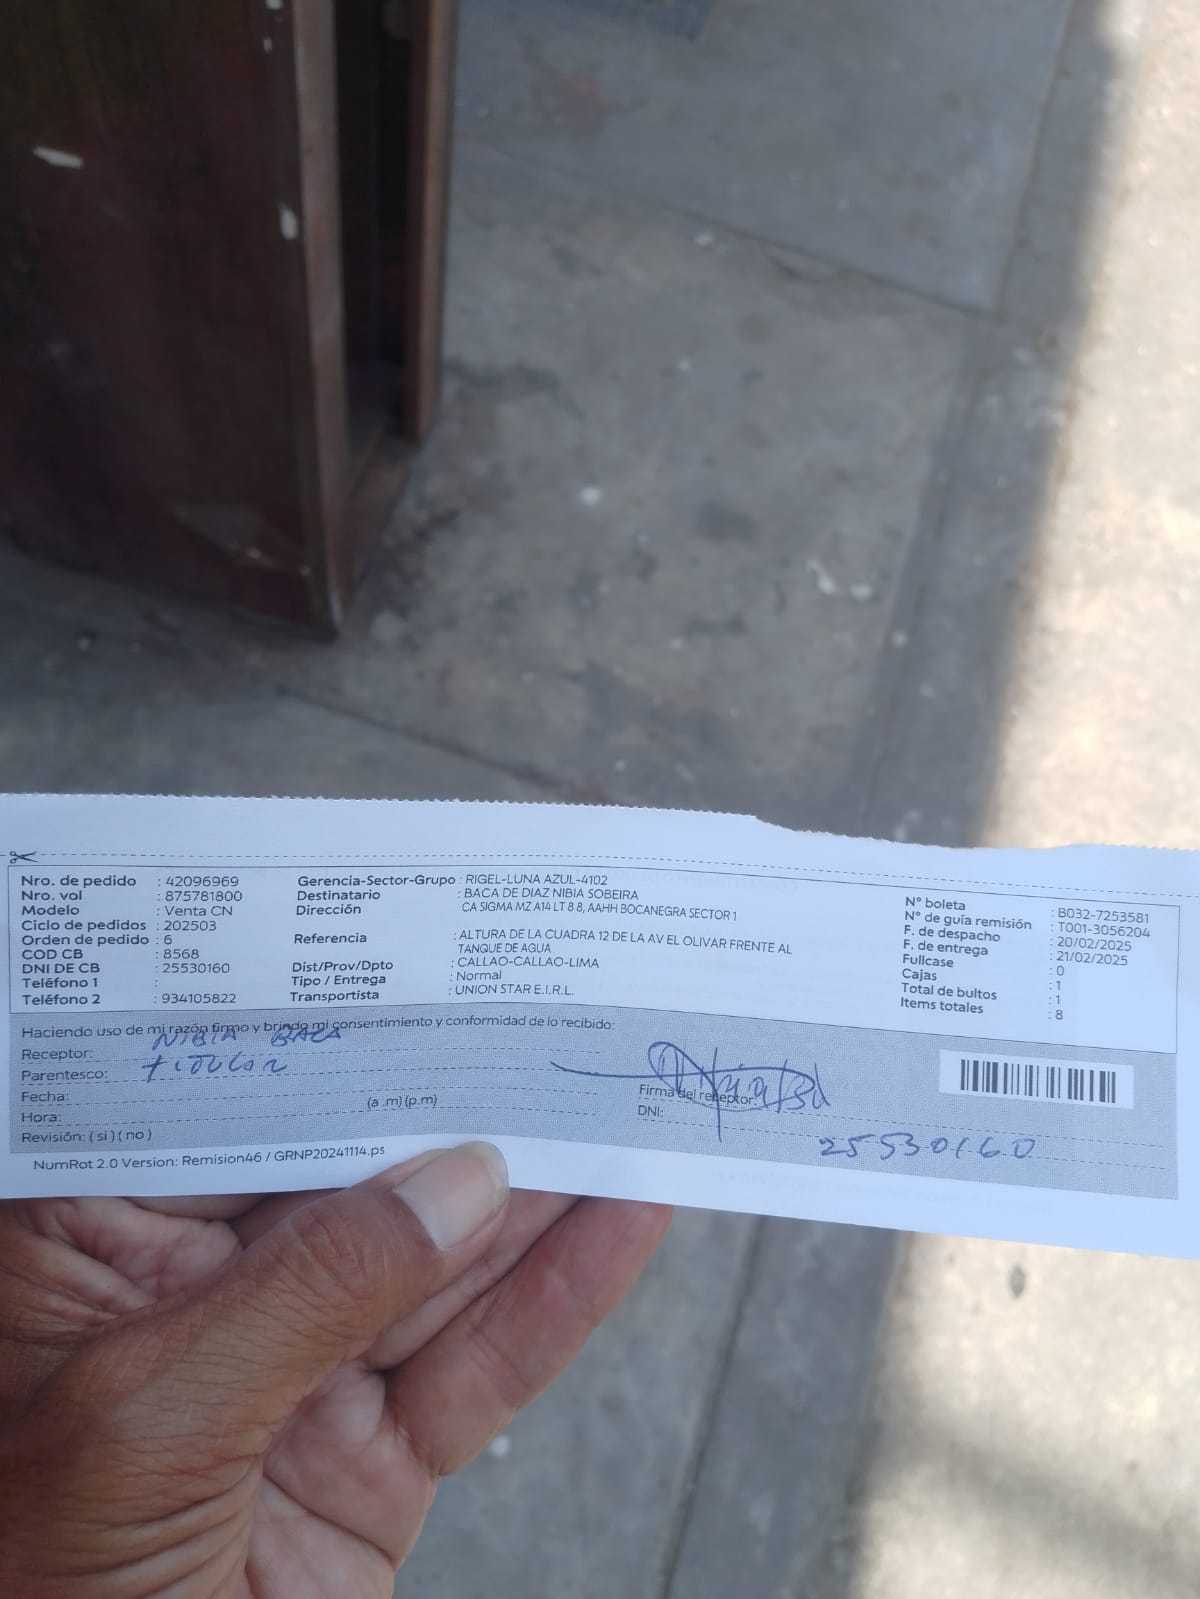 Nro. de pedido : 42096969
Nro. vol : 875781800
Modelo : Venta CN
Ciclo de pedidos : 202503
Orden de pedido : 6
COD CB : 8568
DNI DE CB : 25530160
Teléfono 1 :
Teléfono 2 : 934105822
Gerencia-Sector-Grupo : RIGEL-LUNA AZUL-4102
Destinatario : BACA DE DIAZ NIBIA SOBEIRA
Dirección CA SIGMA MZ A14 LT 8 8, AAHH BOCANEGRA SECTOR 1
Referencia : ALTURA DE LA CUADRA 12 DE LA AV EL OLIVAR FRENTE AL
TANQUE DE AGUA
Dist/Prov/Dpto : CALLAO-CALLAO-LIMA
Tipo / Entrega : Normal
Transportista : UNION STAR E.I.R.L.
N° boleta : B032-7253581
N° de guía remisión : T001-3056204
F. de despacho : 20/02/2025
F. de entrega : 21/02/2025
Fullcase : 0
Cajas : 1
Total de bultos : 1
Items totales : 8
Haciendo uso de mi razón firmo y brindo mi consentimiento y conformidad de lo recibido:
Receptor: NIBIA BACA
Parentesco: titular
Fecha:
Hora: (a .m) (p.m)
Revisión: ( si ) ( no )
Firma del receptor:
DNI: 25530160
NumRot 2.0 Version: Remision46 / GRNP20241114.ps